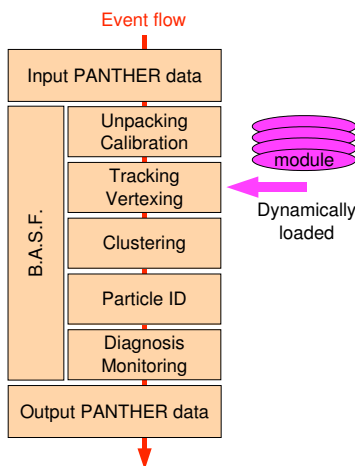 Event flow
Input PANTHER data
B.A.S.F.
Unpacking
Calibration
Tracking
Vertexing
Clustering
Particle ID
Diagnosis
Monitoring
Output PANTHER data
module
Dynamically
loaded